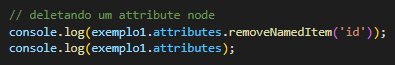 // deletando um attribute node
console.log(exemplo1.attributes.removeNamedItem('id'));
console.log(exemplo1.attributes);